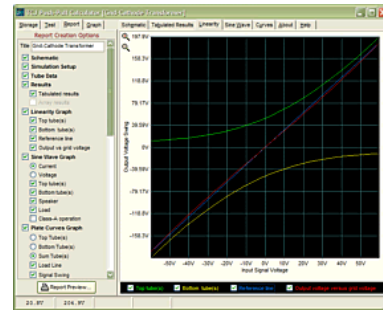 TCJ Push-Pull Calculator [Grid-Cathode Transformer]
Storage Test Report Graph
Schematic Tabulated Results Linearity Sine Wave Curves About Help
Report Creation Options
Title Grid-Cathode Transformer
Schematic
Simulation Setup
Tube Data
Results
Tabulated results
Linearity Graph
Top tube(s)
Bottom tube(s)
Reference line
Output vs grid voltage
Sine Wave Graph
Current
Voltage
Top tube(s)
Bottom tube(s)
Speaker
Load
Class-A operation
Plate Curves Graph
Top Tube(s)
Bottom Tube(s)
Sum Tube(s)
Load Line
Signal Swing
Report Preview...
Output Voltage Swing
197.9V
158.3V
118.8V
79.17V
39.58V
0V
-39.58V
-79.17V
-118.8V
-158.3V
-50V -40V -30V -20V -10V 0V 10V 20V 30V 40V 50V
Input Signal Voltage
Top tube(s) Bottom tube(s) Reference line Output voltage versus grid voltage